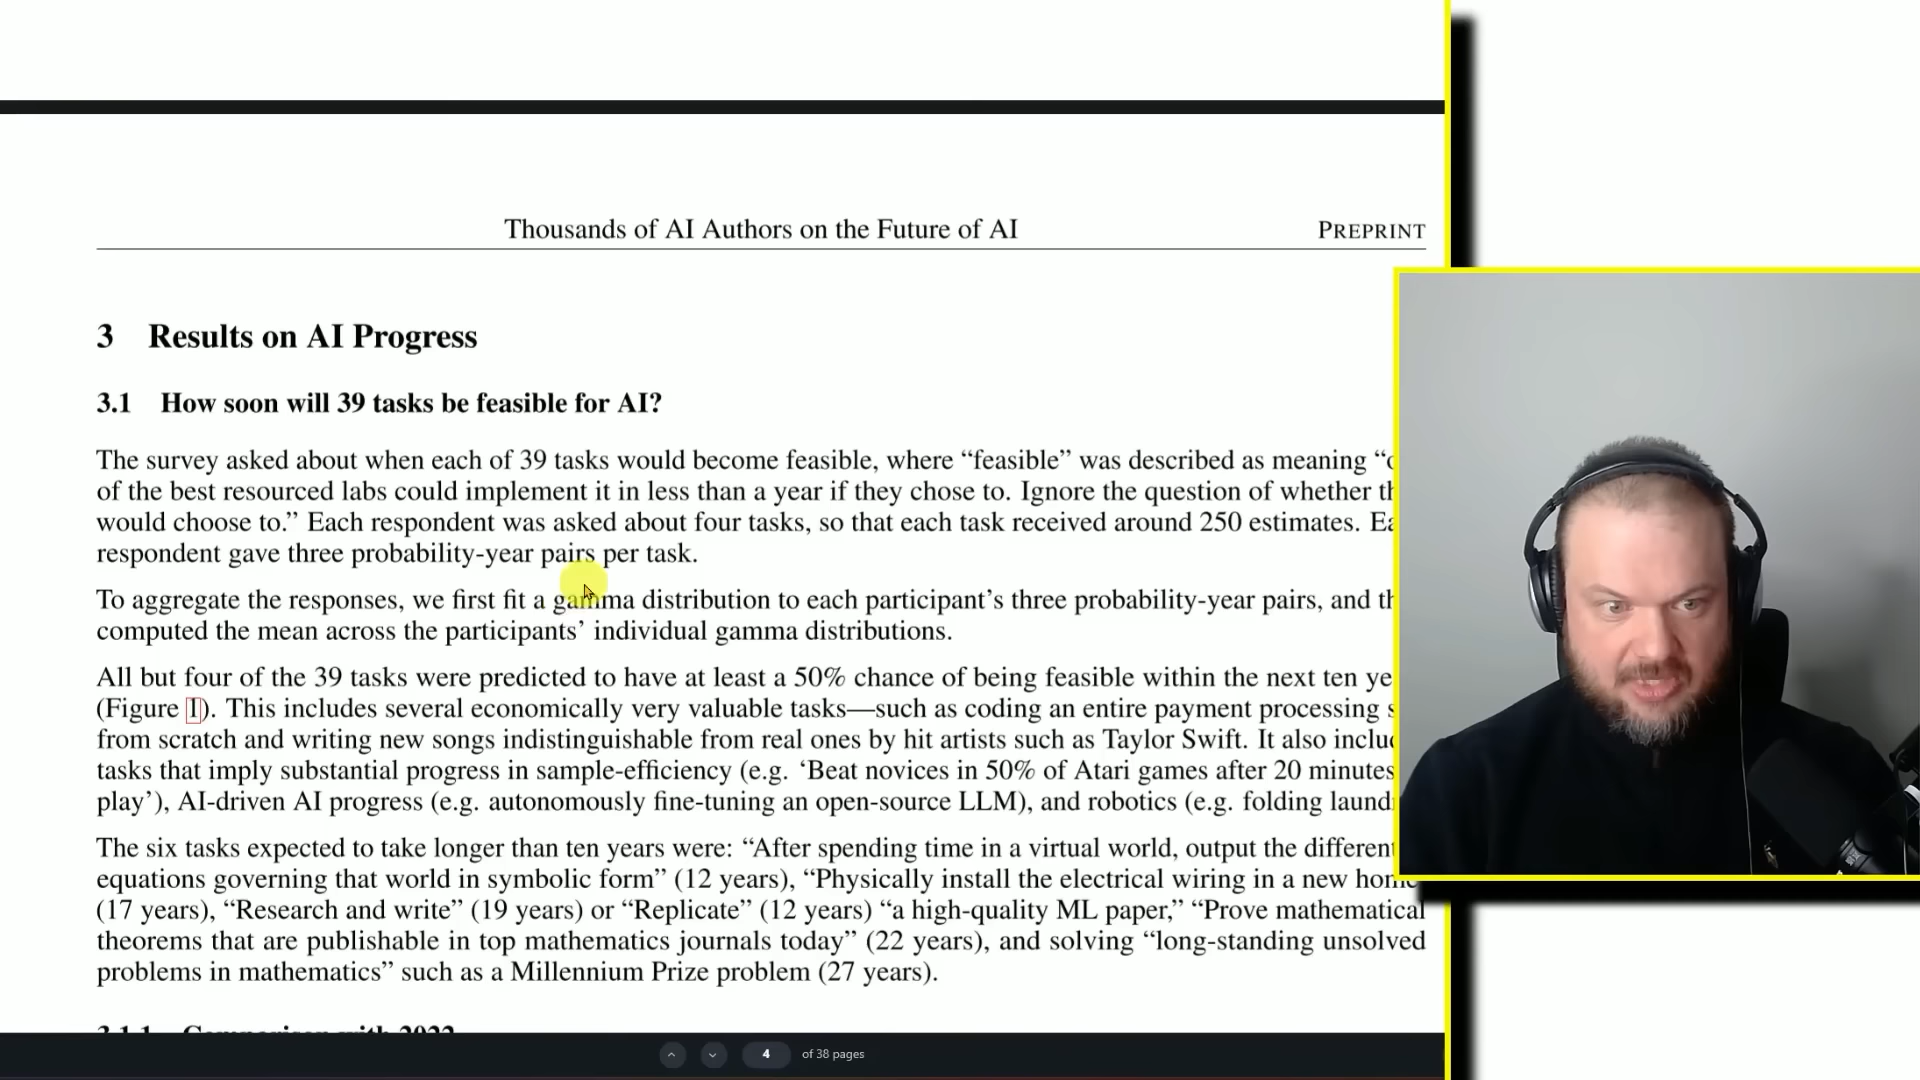 Thousands of AI Authors on the Future of AI PREPRINT
3 Results on AI Progress
3.1 How soon will 39 tasks be feasible for AI?
The survey asked about when each of 39 tasks would become feasible, where “feasible” was described as meaning “
of the best resourced labs could implement it in less than a year if they chose to. Ignore the question of whether
would choose to.” Each respondent was asked about four tasks, so that each task received around 250 estimates.
respondent gave three probability-year pairs per task.
To aggregate the responses, we first fit a gamma distribution to each participant’s three probability-year pairs, and
computed the mean across the participants’ individual gamma distributions.
All but four of the 39 tasks were predicted to have at least a 50% chance of being feasible within the next ten
(Figure 1). This includes several economically very valuable tasks—such as coding an entire payment processing
from scratch and writing new songs indistinguishable from real ones by hit artists such as Taylor Swift. It also
tasks that imply substantial progress in sample-efficiency (e.g. ‘Beat novices in 50% of Atari games after 20 minutes
play’), AI-driven AI progress (e.g. autonomously fine-tuning an open-source LLM), and robotics (e.g. folding
The six tasks expected to take longer than ten years were: “After spending time in a virtual world, output the
equations governing that world in symbolic form” (12 years), “Physically install the electrical wiring in a new
(17 years), “Research and write” (19 years) or “Replicate” (12 years) “a high-quality ML paper,” “Prove mathematical
theorems that are publishable in top mathematics journals today” (22 years), and solving “long-standing unsolved
problems in mathematics” such as a Millennium Prize problem (27 years).
3.1.1 Comparison with 2022
4 of 38 pages